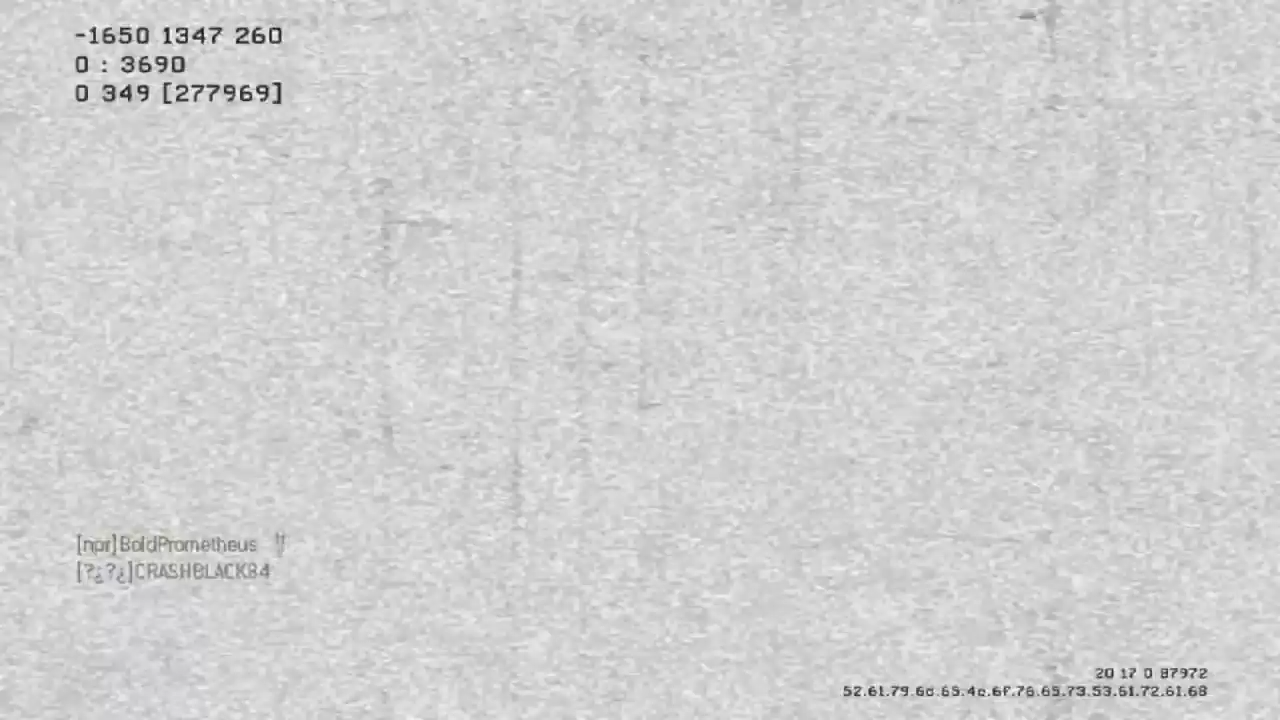 -1650 1347 260
0 : 3690
0 349 [277969]
[npr]BoldPrometheus
[?¿?¿]CRASHBLACK84
20 17 0 87972
52.61.79.6d.65.4c.6f.76.65.73.53.61.72.61.68